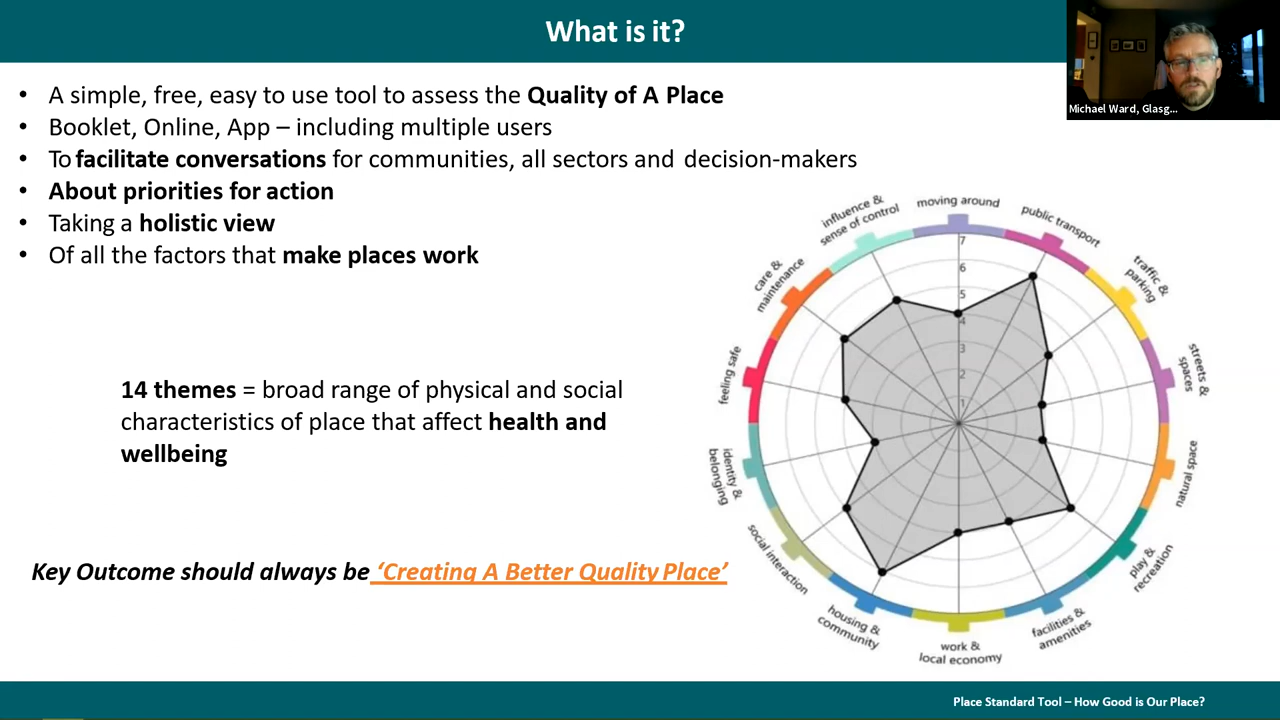 What is it?
Michael Ward, Glasg...
• A simple, free, easy to use tool to assess the Quality of A Place
• Booklet, Online, App – including multiple users
• To facilitate conversations for communities, all sectors and decision-makers
• About priorities for action
• Taking a holistic view
• Of all the factors that make places work
moving around
public transport
traffic &
parking
streets &
spaces
natural space
play &
recreation
facilities &
amenities
work &
local economy
housing &
community
social interaction
identity &
belonging
feeling safe
care &
maintenance
influence &
sense of control
7
6
5
4
3
2
1
14 themes = broad range of physical and social
characteristics of place that affect health and
wellbeing
Key Outcome should always be ‘Creating A Better Quality Place’
Place Standard Tool – How Good is Our Place?